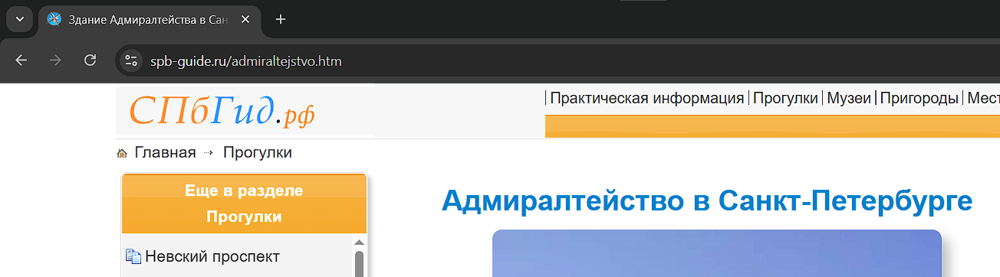 Здание Адмиралтейства в Сан
spb-guide.ru/admiraltejstvo.htm
СПбГид.рф
Практическая информация | Прогулки | Музеи | Пригороды | Мест
Главная Прогулки
Еще в разделе
Прогулки
Адмиралтейство в Санкт-Петербурге
Невский проспект